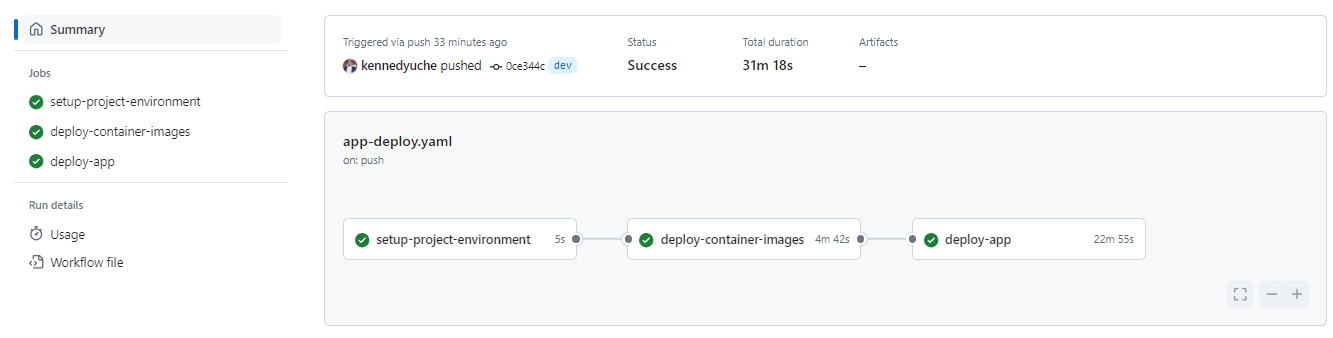 Summary
Jobs
setup-project-environment
deploy-container-images
deploy-app
Run details
Usage
Workflow file
Triggered via push 33 minutes ago
kennedyuche pushed 0ce344c dev
Status
Success
Total duration
31m 18s
Artifacts
–
app-deploy.yaml
on: push
setup-project-environment 5s
deploy-container-images 4m 42s
deploy-app 22m 55s